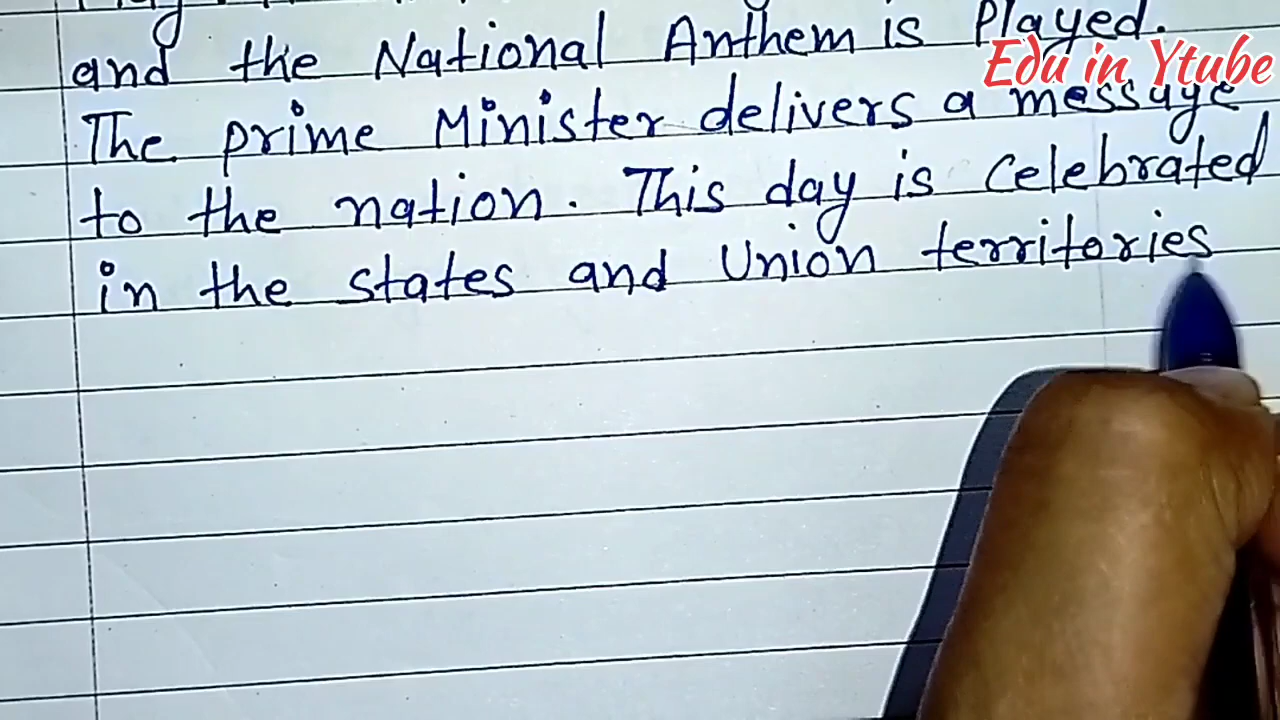 and the National Anthem is Played.
Edu in Ytube
The prime Minister delivers a message
to the nation. This day is celebrated
in the states and Union territories